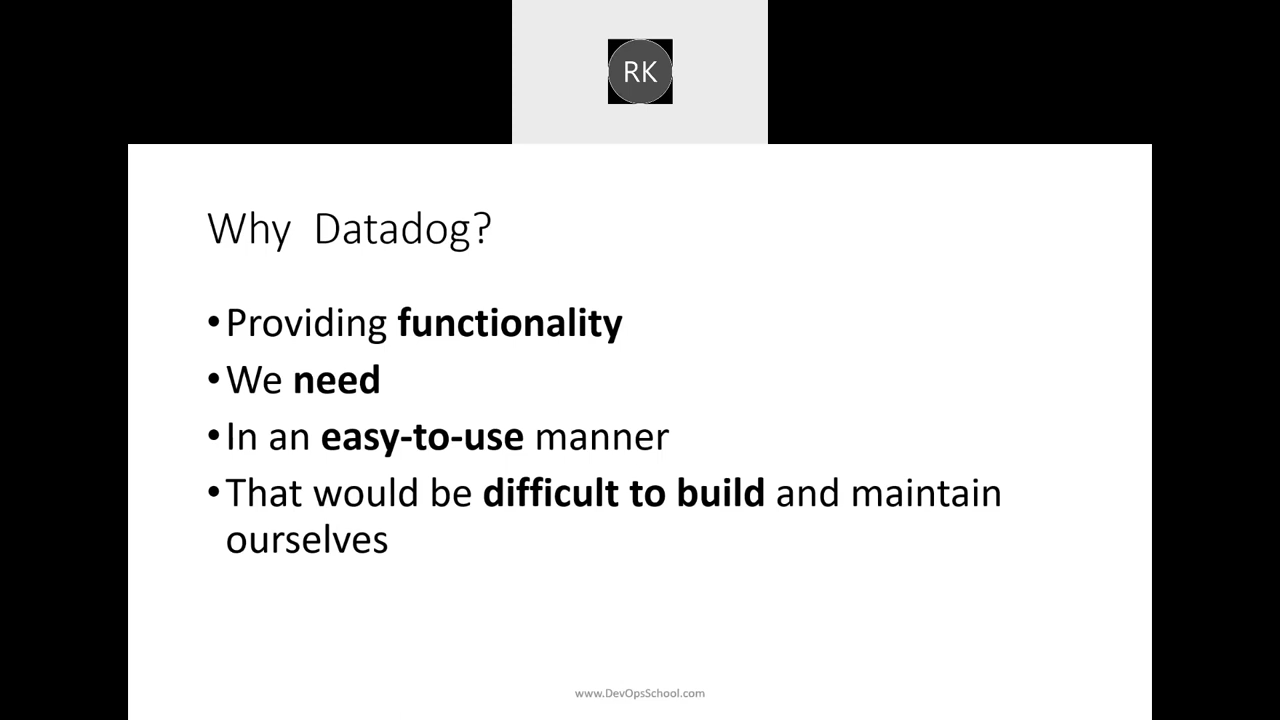 RK
Why  Datadog?
•Providing functionality
•We need
•In an easy-to-use manner
•That would be difficult to build and maintain
ourselves
www.DevOpsSchool.com